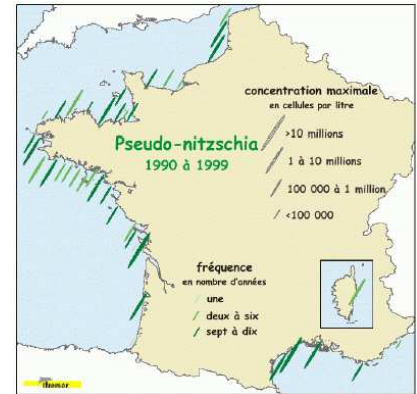 concentration maximale
en cellules par litre
Pseudo-nitzschia
1990 à 1999
>10 millions
1 à 10 millions
100 000 à 1 million
<100 000
fréquence
en nombre d'années
une
deux à six
sept à dix
Ifremer